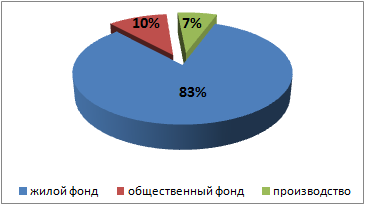 10%
7%
83%
жилой фонд
общественный фонд
производство